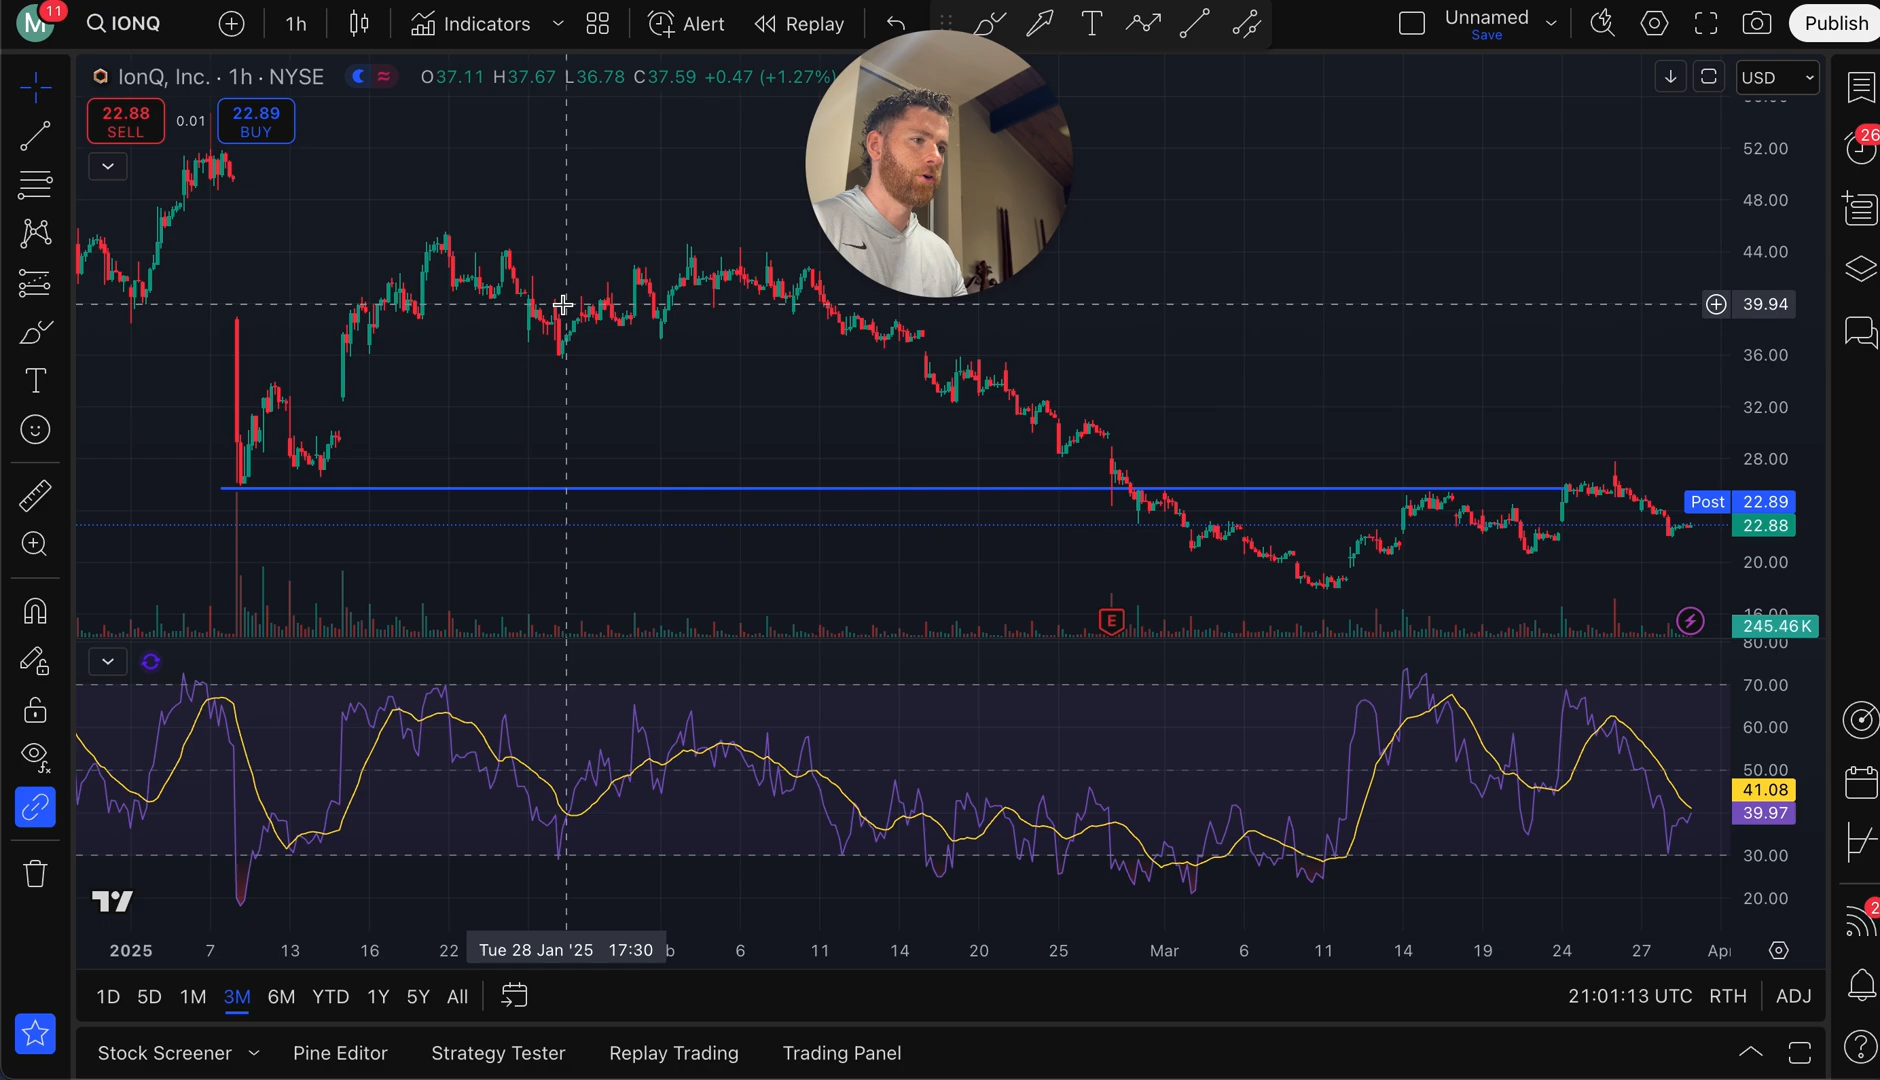 M 11 IONQ 1h Indicators Alert Replay Unnamed Save Publish
IonQ, Inc. · 1h · NYSE O37.11 H37.67 L36.78 C37.59 +0.47 (+1.27%) USD
22.88 SELL 0.01 22.89 BUY
26
52.00
48.00
44.00
39.94
36.00
32.00
28.00
Post 22.89
22.88
20.00
16.00
E
245.46K
80.00
70.00
60.00
50.00
41.08
39.97
30.00
20.00
2
2025 7 13 16 22 Tue 28 Jan '25 17:30 b 6 11 14 20 25 Mar 6 11 14 19 24 27 Apr
1D 5D 1M 3M 6M YTD 1Y 5Y All 21:01:13 UTC RTH ADJ
Stock Screener Pine Editor Strategy Tester Replay Trading Trading Panel